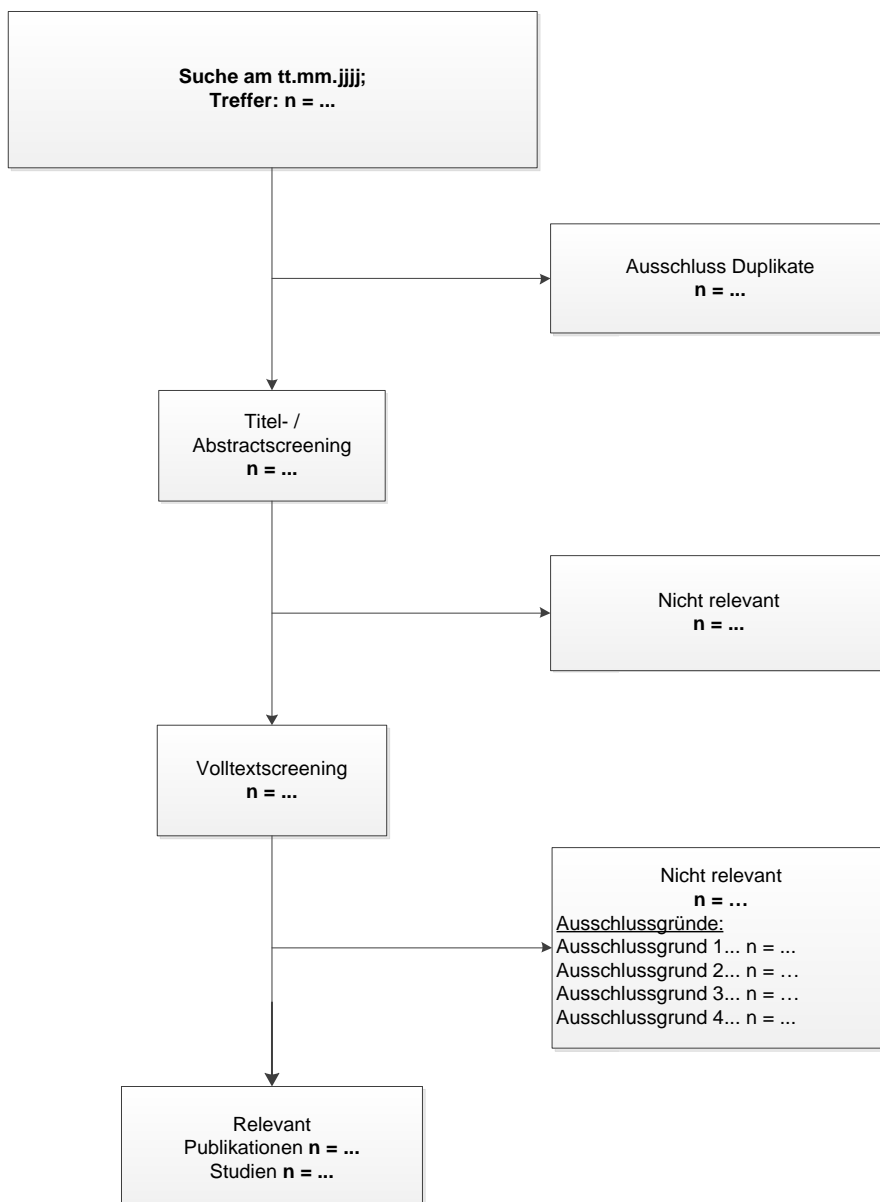 Suche am tt.mm.jjjj;
Treffer: n = ...
Ausschluss Duplikate
n = ...
Titel- /
Abstractscreening
n = ...
Nicht relevant
n = ...
Volltextscreening
n = ...
Nicht relevant
n = …
Ausschlussgründe:
Ausschlussgrund 1... n = ...
Ausschlussgrund 2... n = …
Ausschlussgrund 3... n = …
Ausschlussgrund 4... n = ...
Relevant
Publikationen n = ...
Studien n = ...